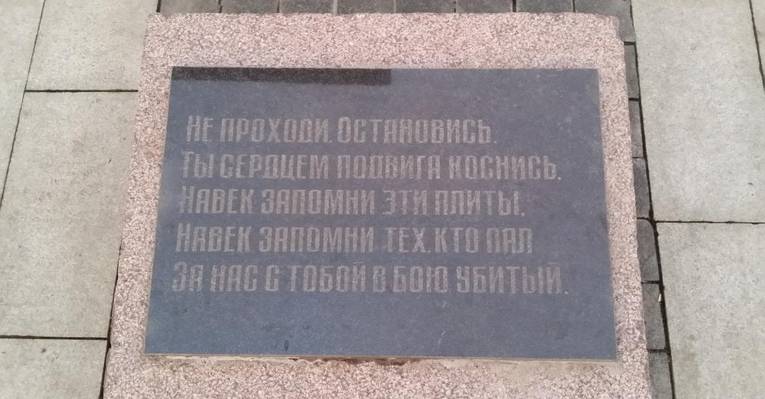 Не проходи. Остановись.
Ты сердцем подвига коснись.
Навек запомни эти плиты.
Навек запомни тех, кто пал
За нас с тобой в бою убитый.